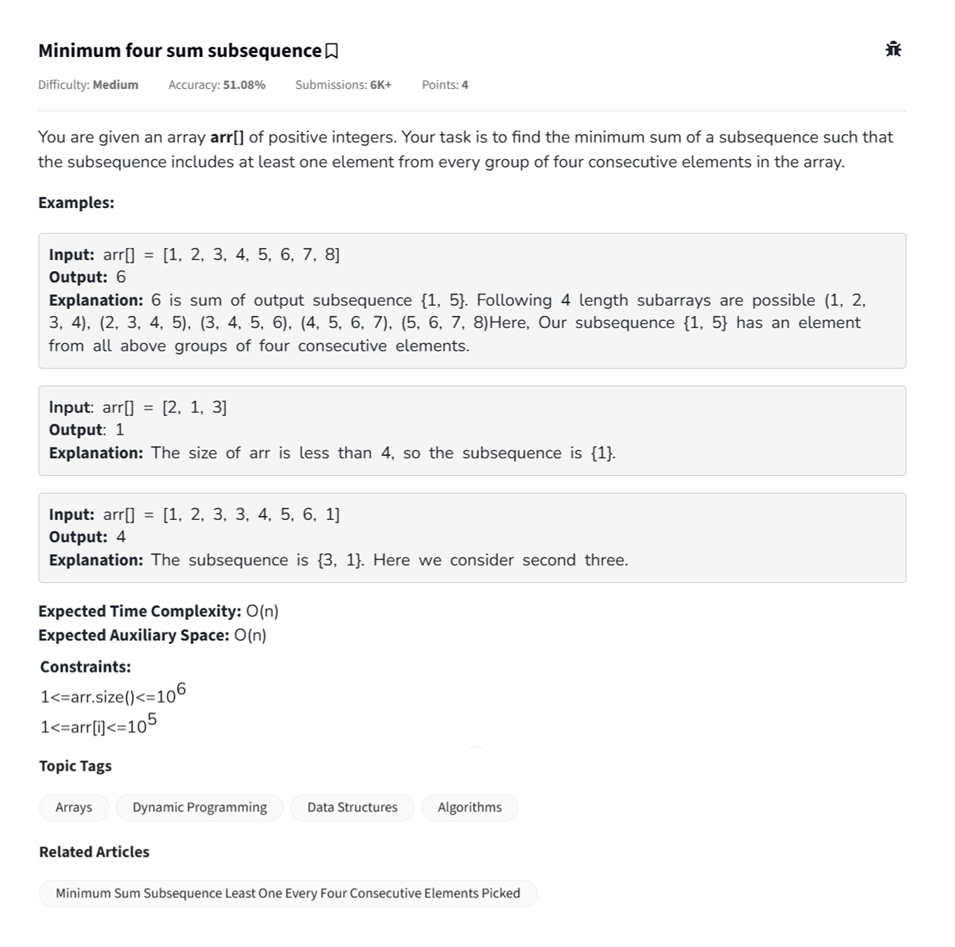 Minimum four sum subsequence
Difficulty: Medium Accuracy: 51.08% Submissions: 6K+ Points: 4
You are given an array arr[] of positive integers. Your task is to find the minimum sum of a subsequence such that
the subsequence includes at least one element from every group of four consecutive elements in the array.
Examples:
Input: arr[] = [1, 2, 3, 4, 5, 6, 7, 8]
Output: 6
Explanation: 6 is sum of output subsequence {1, 5}. Following 4 length subarrays are possible (1, 2,
3, 4), (2, 3, 4, 5), (3, 4, 5, 6), (4, 5, 6, 7), (5, 6, 7, 8)Here, Our subsequence {1, 5} has an element
from all above groups of four consecutive elements.
Input: arr[] = [2, 1, 3]
Output: 1
Explanation: The size of arr is less than 4, so the subsequence is {1}.
Input: arr[] = [1, 2, 3, 3, 4, 5, 6, 1]
Output: 4
Explanation: The subsequence is {3, 1}. Here we consider second three.
Expected Time Complexity: O(n)
Expected Auxiliary Space: O(n)
Constraints:
1<=arr.size()<=10^6
1<=arr[i]<=10^5
Topic Tags
Arrays Dynamic Programming Data Structures Algorithms
Related Articles
Minimum Sum Subsequence Least One Every Four Consecutive Elements Picked